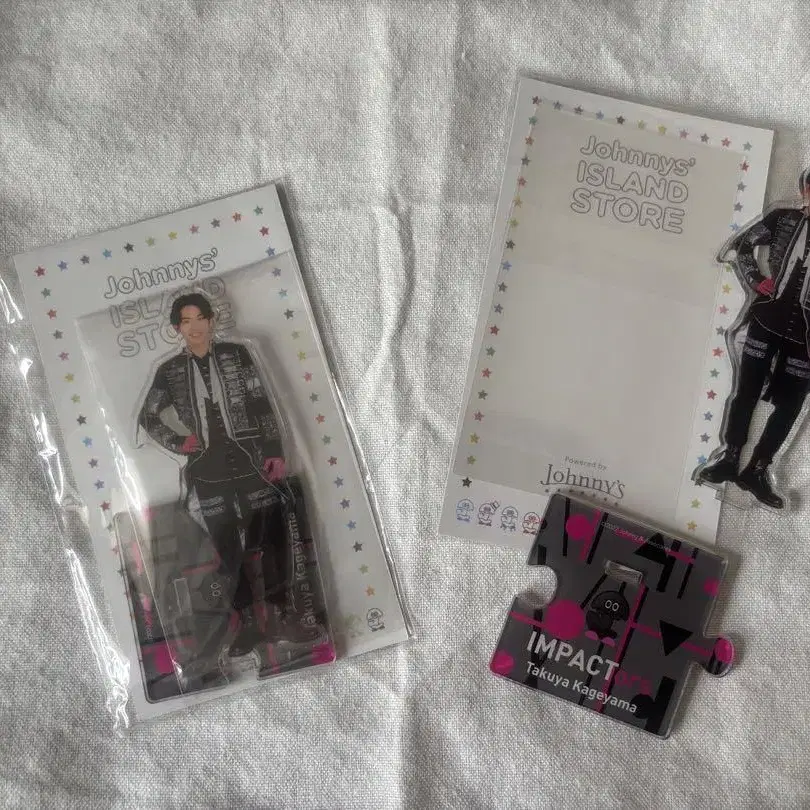 Johnnys'
ISLAND
STORE
Takuya Kageyama
Johnnys'
ISLAND
STORE
Powered by
Johnny's
IMPACTors
Takuya Kageyama